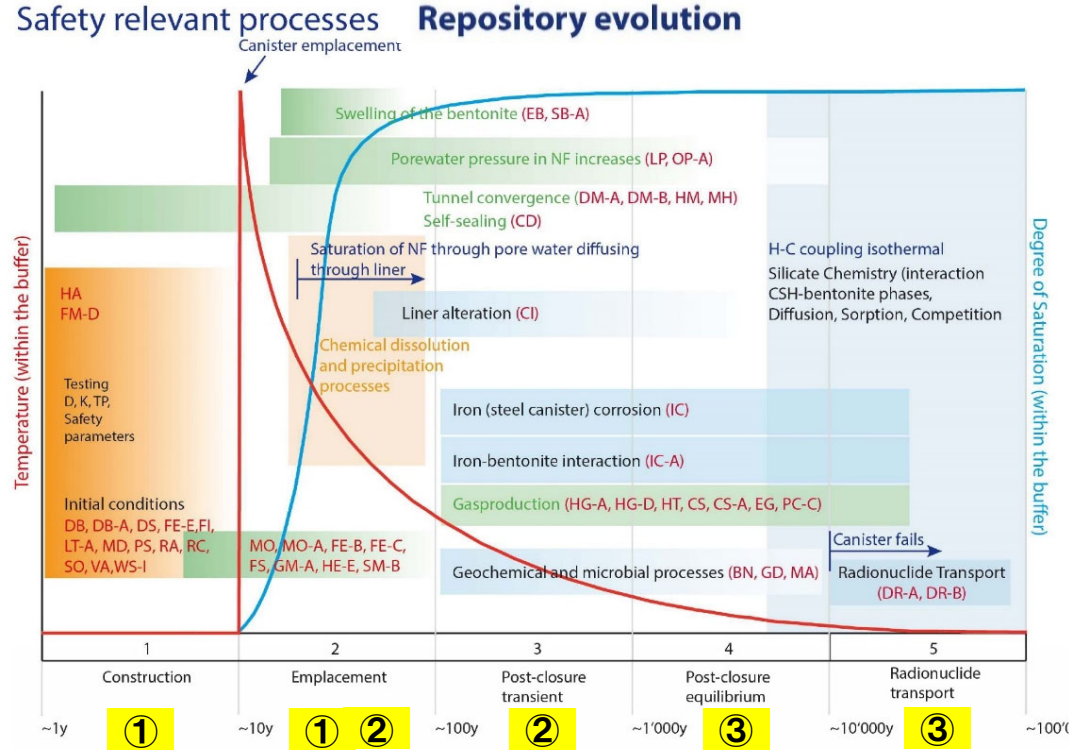 Safety relevant processes Repository evolution
Canister emplacement
Swelling of the bentonite (EB, SB-A)
Porewater pressure in NF increases (LP, OP-A)
Tunnel convergence (DM-A, DM-B, HM, MH)
Self-sealing (CD)
Saturation of NF through pore water diffusing
through liner
H-C coupling isothermal
Silicate Chemistry (interaction
CSH-bentonite phases,
Diffusion, Sorption, Competition
HA
FM-D
Liner alteration (CI)
Chemical dissolution
and precipitation
processes
Testing
D, K, TP,
Safety
parameters
Iron (steel canister) corrosion (IC)
Iron-bentonite interaction (IC-A)
Gasproduction (HG-A, HG-D, HT, CS, CS-A, EG, PC-C)
Initial conditions
DB, DB-A, DS, FE-E,FI,
LT-A, MD, PS, RA, RC,
SO, VA,WS-I
MO, MO-A, FE-B, FE-C,
FS, GM-A, HE-E, SM-B
Geochemical and microbial processes (BN, GD, MA)
Canister fails
Radionuclide Transport
(DR-A, DR-B)
Temperature (within the buffer)
Degree of Saturation (within the buffer)
1 2 3 4 5
Construction
Emplacement
Post-closure
transient
Post-closure
equilibrium
Radionuclide
transport
~1y ~10y ~100y ~1'000y ~10'000y ~100'0
① ① ② ② ③ ③